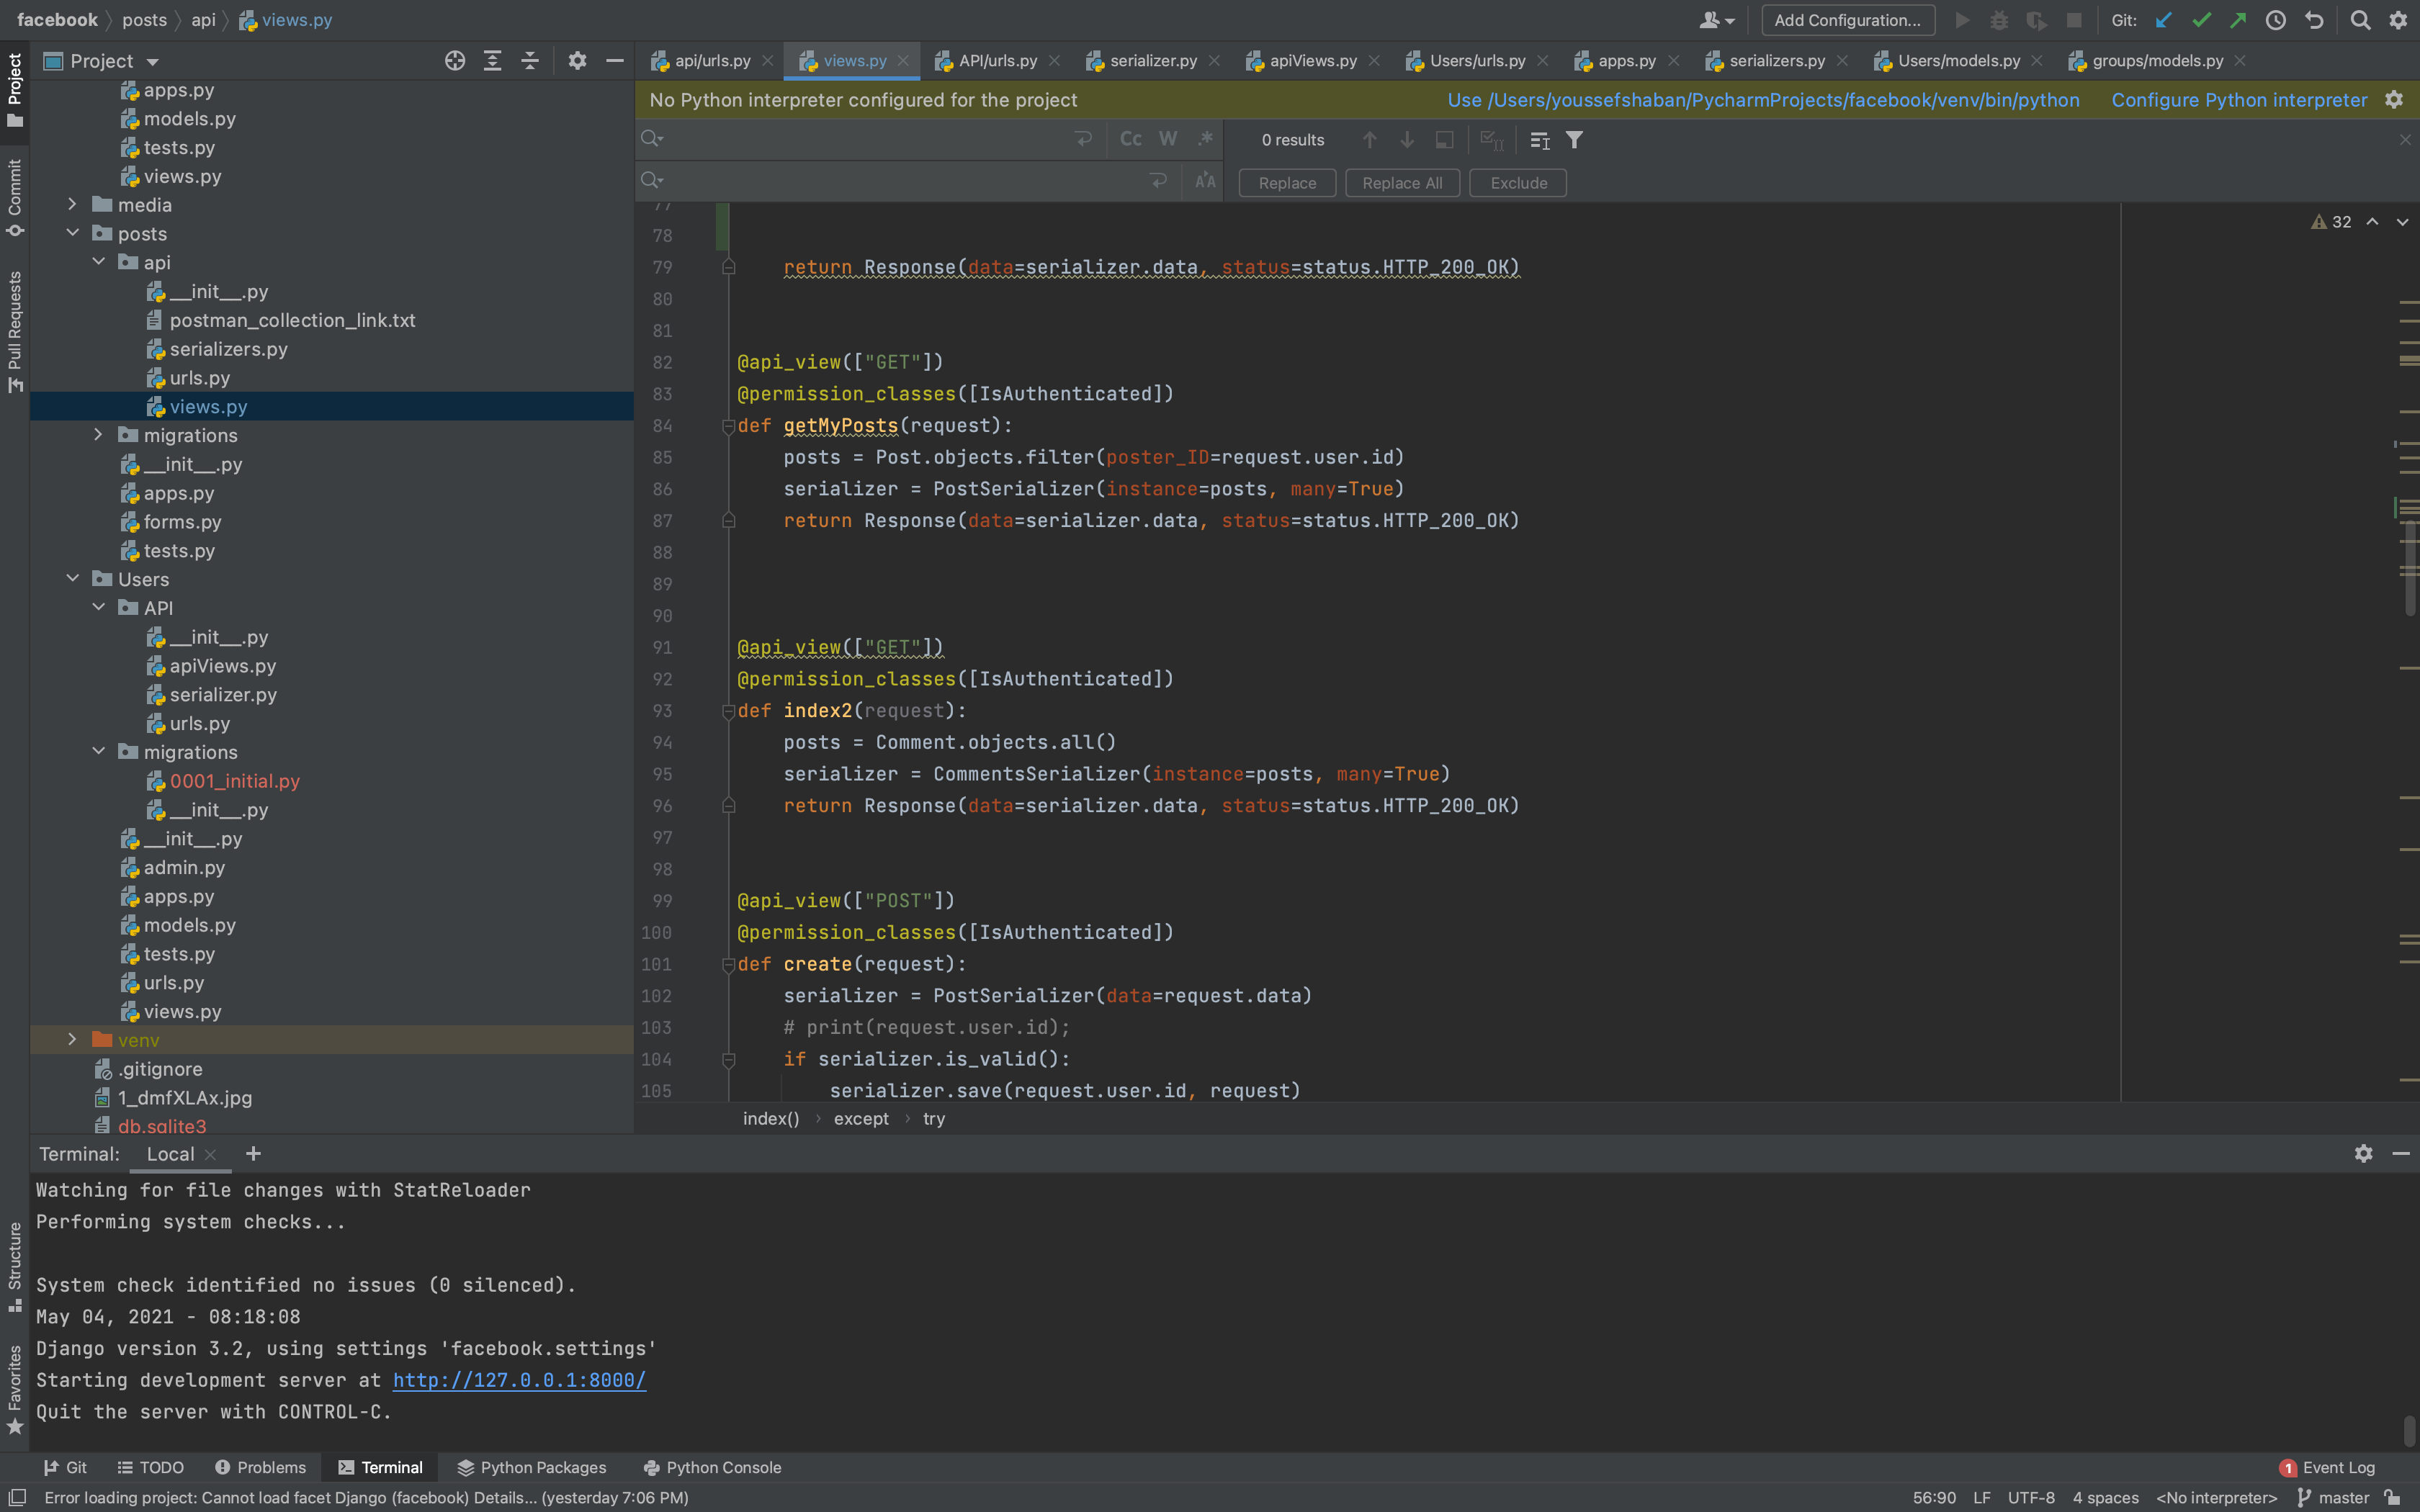 facebook posts api views.py
Add Configuration...
Git:
Project
Project
Commit
Pull Requests
Structure
Favorites
apps.py
models.py
tests.py
views.py
media
posts
api
__init__.py
postman_collection_link.txt
serializers.py
urls.py
views.py
migrations
__init__.py
apps.py
forms.py
tests.py
Users
API
__init__.py
apiViews.py
serializer.py
urls.py
migrations
0001_initial.py
__init__.py
__init__.py
admin.py
apps.py
models.py
tests.py
urls.py
views.py
venv
.gitignore
1_dmfXLAx.jpg
db.sqlite3
api/urls.py views.py API/urls.py serializer.py apiViews.py Users/urls.py apps.py serializers.py Users/models.py groups/models.py
No Python interpreter configured for the project Use /Users/youssefshaban/PycharmProjects/facebook/venv/bin/python Configure Python interpreter
Cc W .* 0 results
Replace Replace All Exclude
32
77
78
79 return Response(data=serializer.data, status=status.HTTP_200_OK)
80
81
82 @api_view(["GET"])
83 @permission_classes([IsAuthenticated])
84 def getMyPosts(request):
85 posts = Post.objects.filter(poster_ID=request.user.id)
86 serializer = PostSerializer(instance=posts, many=True)
87 return Response(data=serializer.data, status=status.HTTP_200_OK)
88
89
90
91 @api_view(["GET"])
92 @permission_classes([IsAuthenticated])
93 def index2(request):
94 posts = Comment.objects.all()
95 serializer = CommentsSerializer(instance=posts, many=True)
96 return Response(data=serializer.data, status=status.HTTP_200_OK)
97
98
99 @api_view(["POST"])
100 @permission_classes([IsAuthenticated])
101 def create(request):
102 serializer = PostSerializer(data=request.data)
103 # print(request.user.id);
104 if serializer.is_valid():
105 serializer.save(request.user.id, request)
index() except try
Terminal: Local
Watching for file changes with StatReloader
Performing system checks...
System check identified no issues (0 silenced).
May 04, 2021 - 08:18:08
Django version 3.2, using settings 'facebook.settings'
Starting development server at http://127.0.0.1:8000/
Quit the server with CONTROL-C.
Git TODO Problems Terminal Python Packages Python Console 1 Event Log
Error loading project: Cannot load facet Django (facebook) Details... (yesterday 7:06 PM) 56:90 LF UTF-8 4 spaces <No interpreter> master